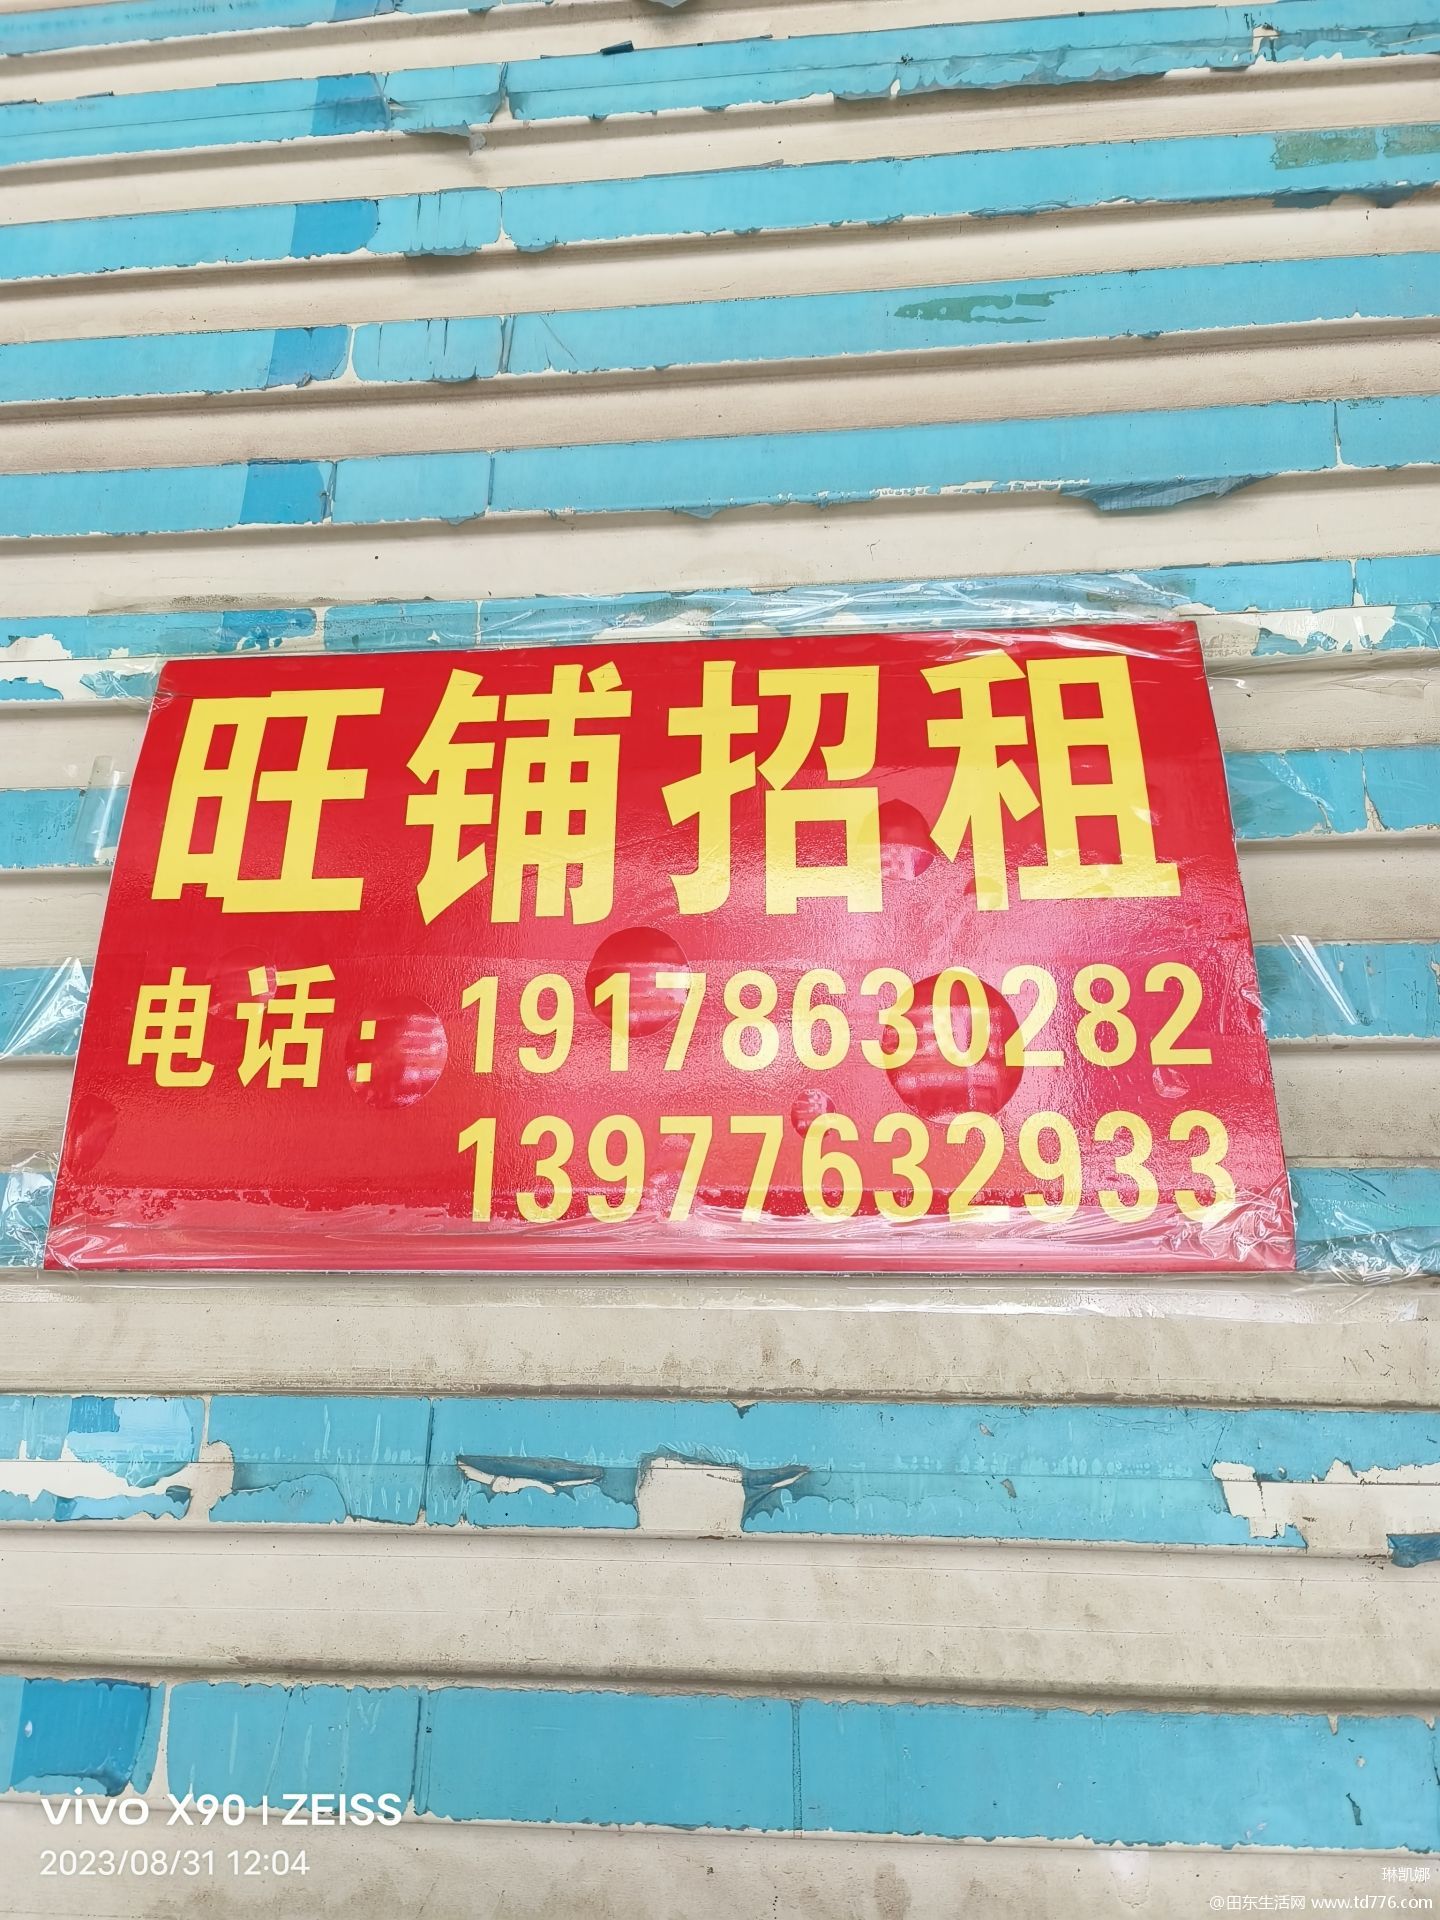 旺铺招租
电话：19178630282
13977632933
vivo X90 | ZEISS
2023/08/31 12:04
琳凯娜
@田东生活网 www.td776.com